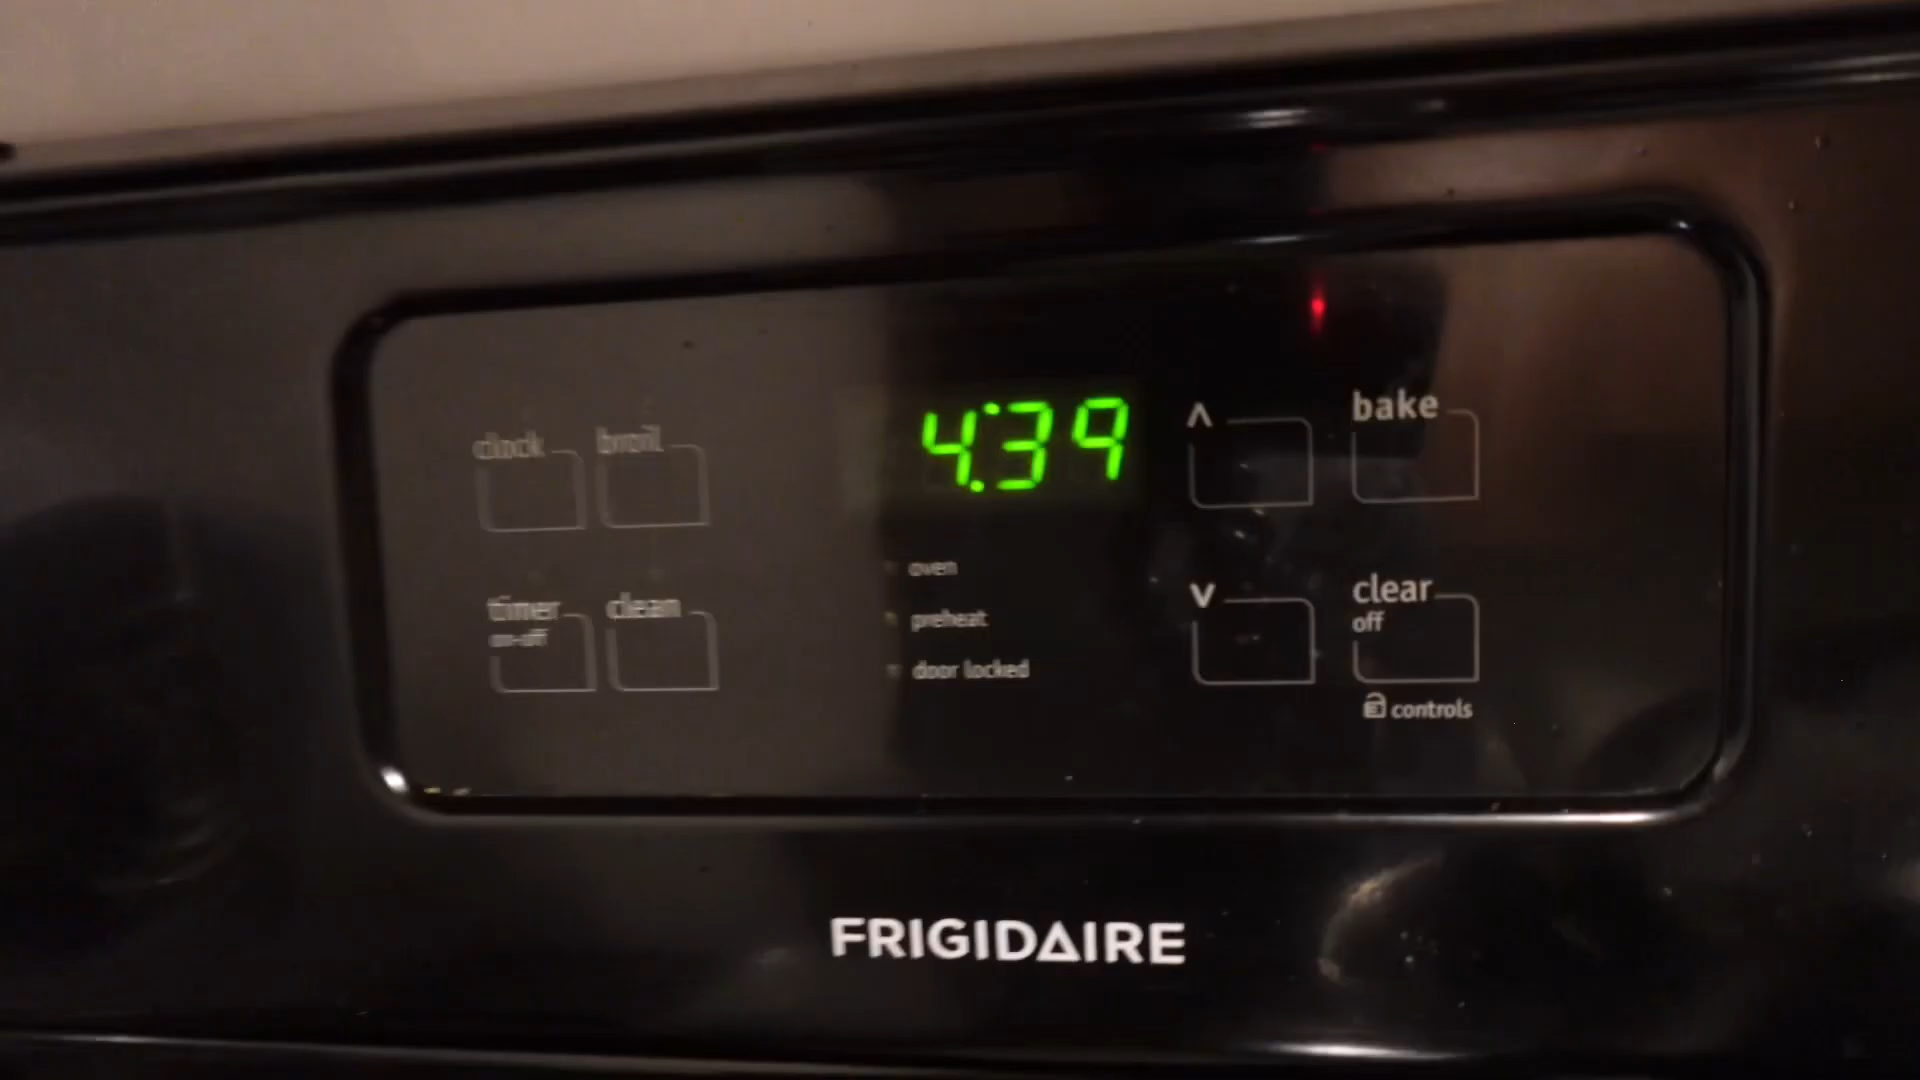 clock broil
4:39
Λ
bake
oven
timer
on-off
clean
preheat
V
clear
off
door locked
controls
FRIGIDAIRE